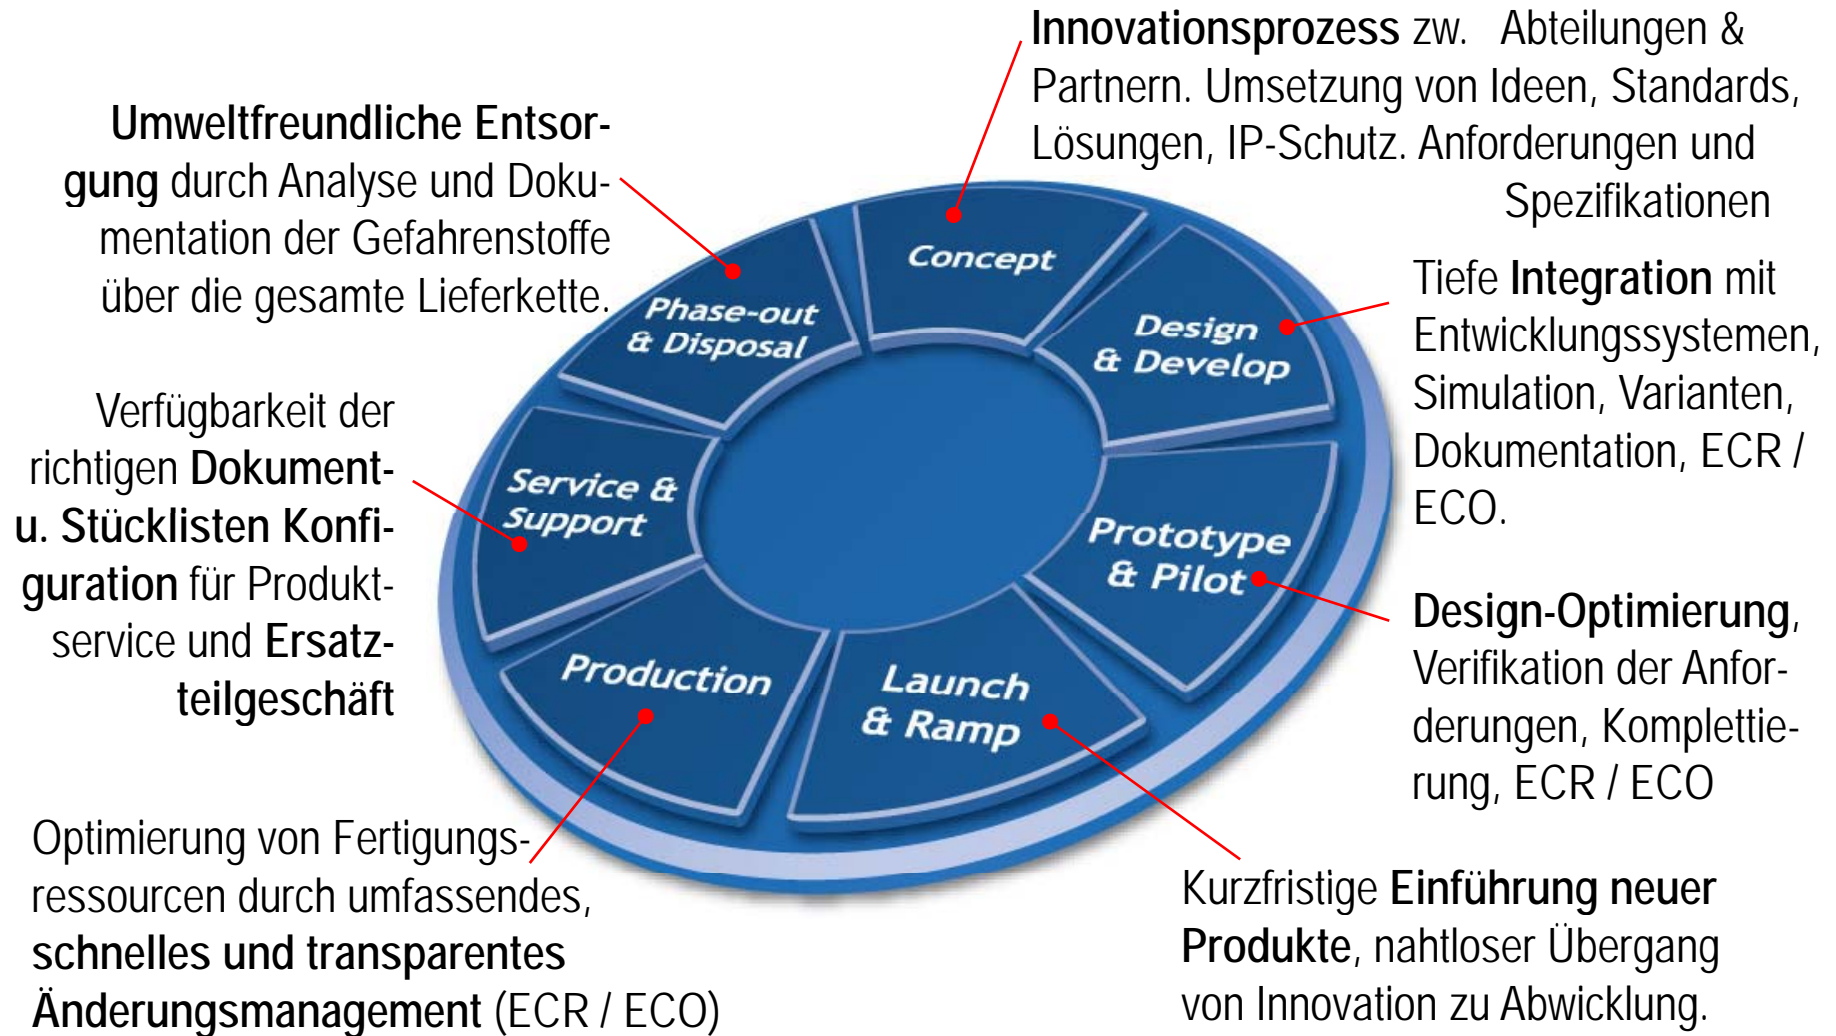 Innovationsprozess zw. Abteilungen &
Partnern. Umsetzung von Ideen, Standards,
Lösungen, IP-Schutz. Anforderungen und
Spezifikationen
Umweltfreundliche Entsor-
gung durch Analyse und Doku-
mentation der Gefahrenstoffe
über die gesamte Lieferkette.
Tiefe Integration mit
Entwicklungssystemen,
Simulation, Varianten,
Dokumentation, ECR /
ECO.
Verfügbarkeit der
richtigen Dokument-
u. Stücklisten Konfi-
guration für Produkt-
service und Ersatz-
teilgeschäft
Design-Optimierung,
Verifikation der Anfor-
derungen, Komplettie-
rung, ECR / ECO
Optimierung von Fertigungs-
ressourcen durch umfassendes,
schnelles und transparentes
Änderungsmanagement (ECR / ECO)
Kurzfristige Einführung neuer
Produkte, nahtloser Übergang
von Innovation zu Abwicklung.
Concept
Design
& Develop
Prototype
& Pilot
Launch
& Ramp
Production
Service &
Support
Phase-out
& Disposal